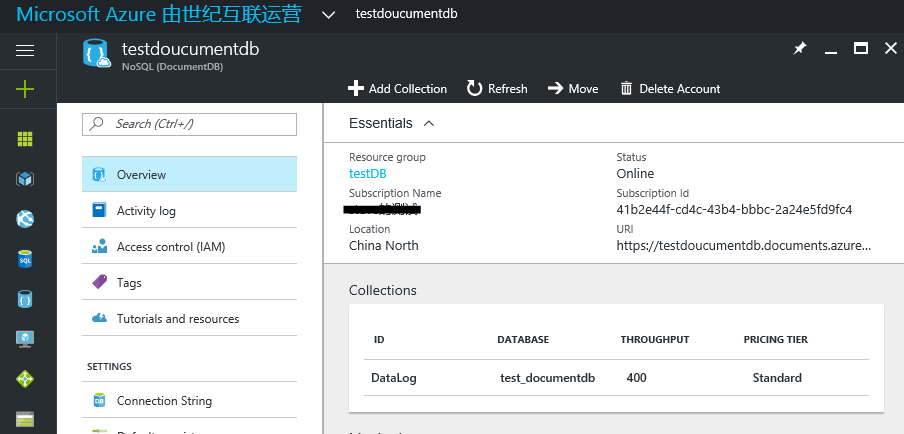 Microsoft Azure 由世纪互联运营 testdoucumentdb
testdoucumentdb
NoSQL (DocumentDB)
Add Collection Refresh Move Delete Account
Search (Ctrl+/)
Overview
Activity log
Access control (IAM)
Tags
Tutorials and resources
SETTINGS
Connection String
Essentials
Resource group
testDB
Status
Online
Subscription Name
Subscription Id
41b2e44f-cd4c-43b4-bbbc-2a24e5fd9fc4
Location
China North
URI
https://testdoucumentdb.documents.azure...
Collections
ID DATABASE THROUGHPUT PRICING TIER
DataLog test_documentdb 400 Standard